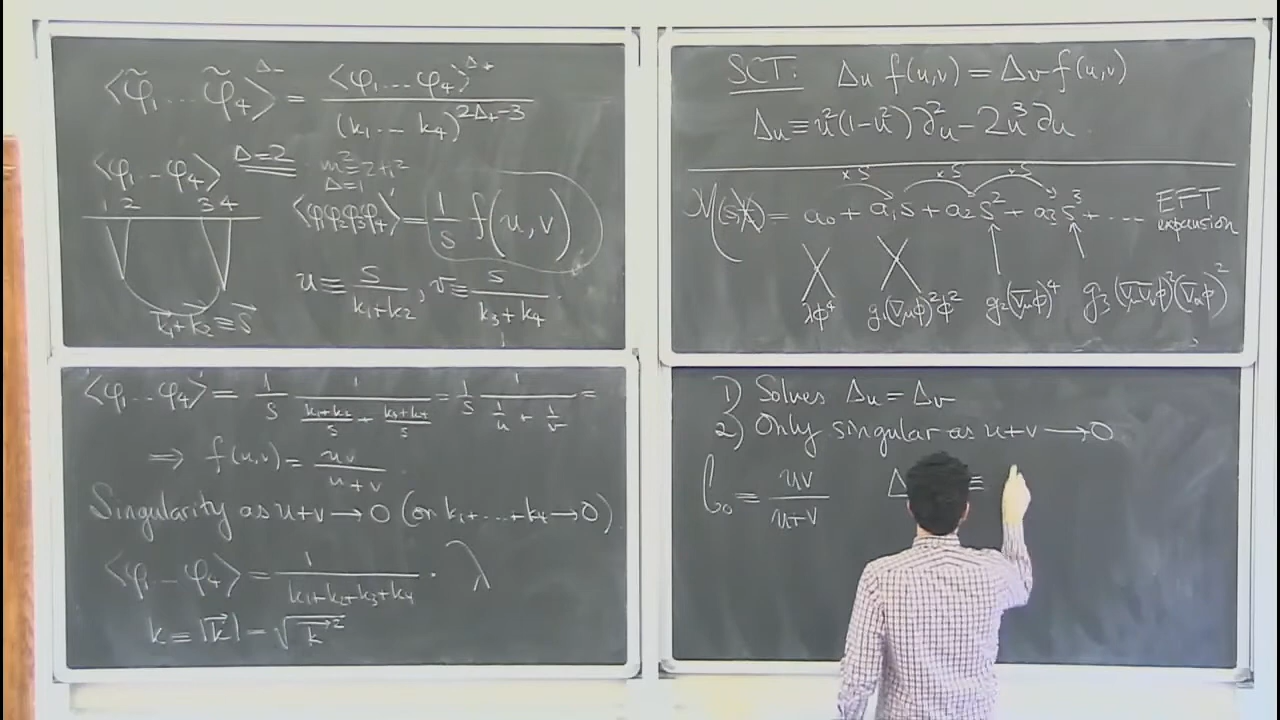 ⟨φ̃₁ ... φ̃₄⟩^Δ₋ = ⟨φ₁ ... φ₄⟩^Δ₊ / (k₁ ... k₄)^{2Δ₊-3}
⟨φ₁ - φ₄⟩ Δ=2
m² = 2H²
Δ=1
1 2 3 4
⟨φ₁φ₂φ₃φ₄⟩' = 1/s f(u,v)
u ≡ s/(k₁+k₂), v ≡ s/(k₃+k₄).
k⃗₁+k⃗₂ ≡ s⃗
⟨φ₁ ... φ₄⟩' = 1/s 1/((k₁+k₂)/s + (k₃+k₄)/s) = 1/s 1/(1/u + 1/v) =
⇒ f(u,v) = uv/(u+v).
Singularity as u+v → 0 (or k₁+...+k₄ → 0).
⟨φ₁ - φ₄⟩ = 1/(k₁+k₂+k₃+k₄) · λ
k ≡ |k⃗| = √(k⃗²)
SCT: Δu f(u,v) = Δv f(u,v)
Δu ≡ u²(1-u²)∂u² - 2u³∂u.
×S ×S ×S
= a₀ + a₁s + a₂s² + a₃s³ + ... EFT
expansion
λφ⁴ g₁(∇μφ)²φ² g₂(∇μφ)⁴ g₃(∇μ∇νφ)²(∇αφ)²
1) Solves Δu = Δv
2) Only singular as u+v → 0.
C₀ = uv/(u+v) Δ ≡